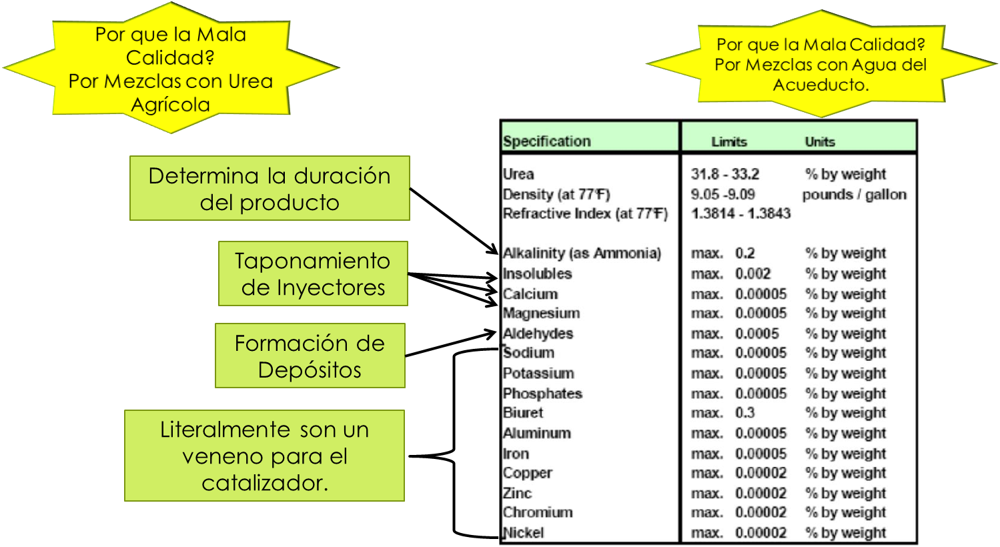 Por que la Mala
Calidad?
Por Mezclas con Urea
Agrícola
Por que la Mala Calidad?
Por Mezclas con Agua del
Acueducto.
Determina la duración
del producto
Taponamiento
de Inyectores
Formación de
Depósitos
Literalmente son un
veneno para el
catalizador.
Specification Limits Units
Urea 31.8 - 33.2 % by weight
Density (at 77°F) 9.05 -9.09 pounds / gallon
Refractive Index (at 77°F) 1.3814 - 1.3843
Alkalinity (as Ammonia) max. 0.2 % by weight
Insolubles max. 0.002 % by weight
Calcium max. 0.00005 % by weight
Magnesium max. 0.00005 % by weight
Aldehydes max. 0.0005 % by weight
Sodium max. 0.00005 % by weight
Potassium max. 0.00005 % by weight
Phosphates max. 0.00005 % by weight
Biuret max. 0.3 % by weight
Aluminum max. 0.00005 % by weight
Iron max. 0.00005 % by weight
Copper max. 0.00002 % by weight
Zinc max. 0.00002 % by weight
Chromium max. 0.00002 % by weight
Nickel max. 0.00002 % by weight